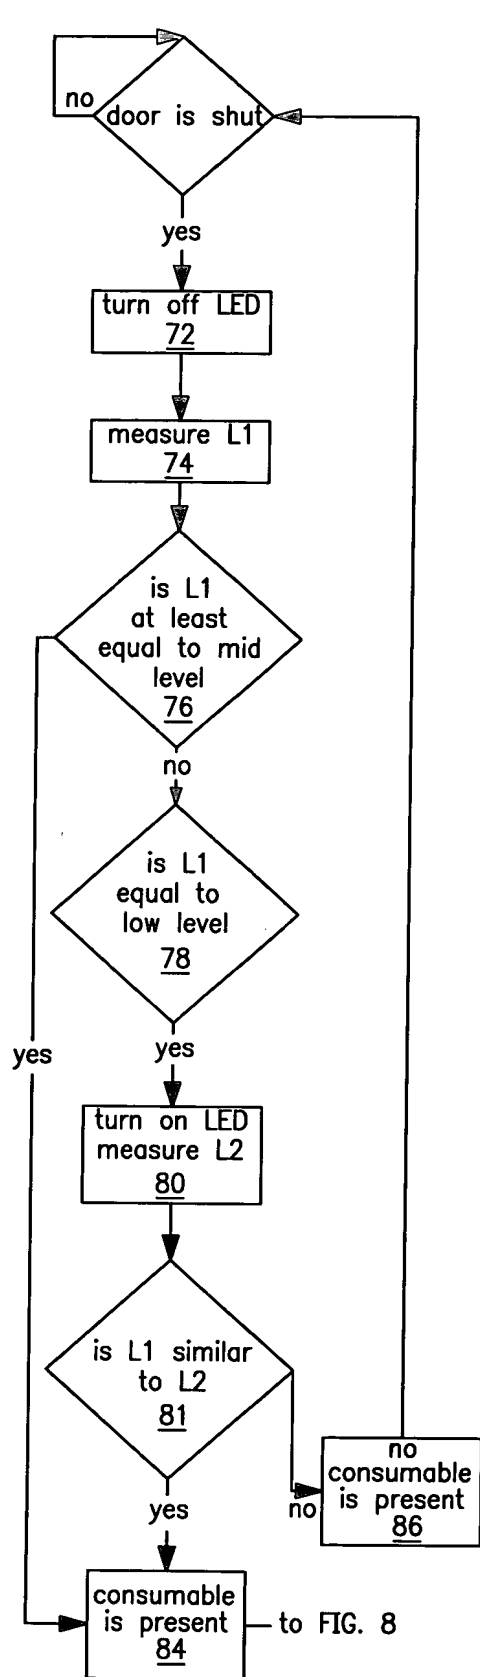 no
door is shut
yes
turn off LED
72
measure L1
74
is L1
at least
equal to mid
level
76
no
is L1
equal to
low level
78
yes
yes
turn on LED
measure L2
80
is L1 similar
to L2
81
no
no
consumable
is present
86
yes
consumable
is present
84
to FIG. 8